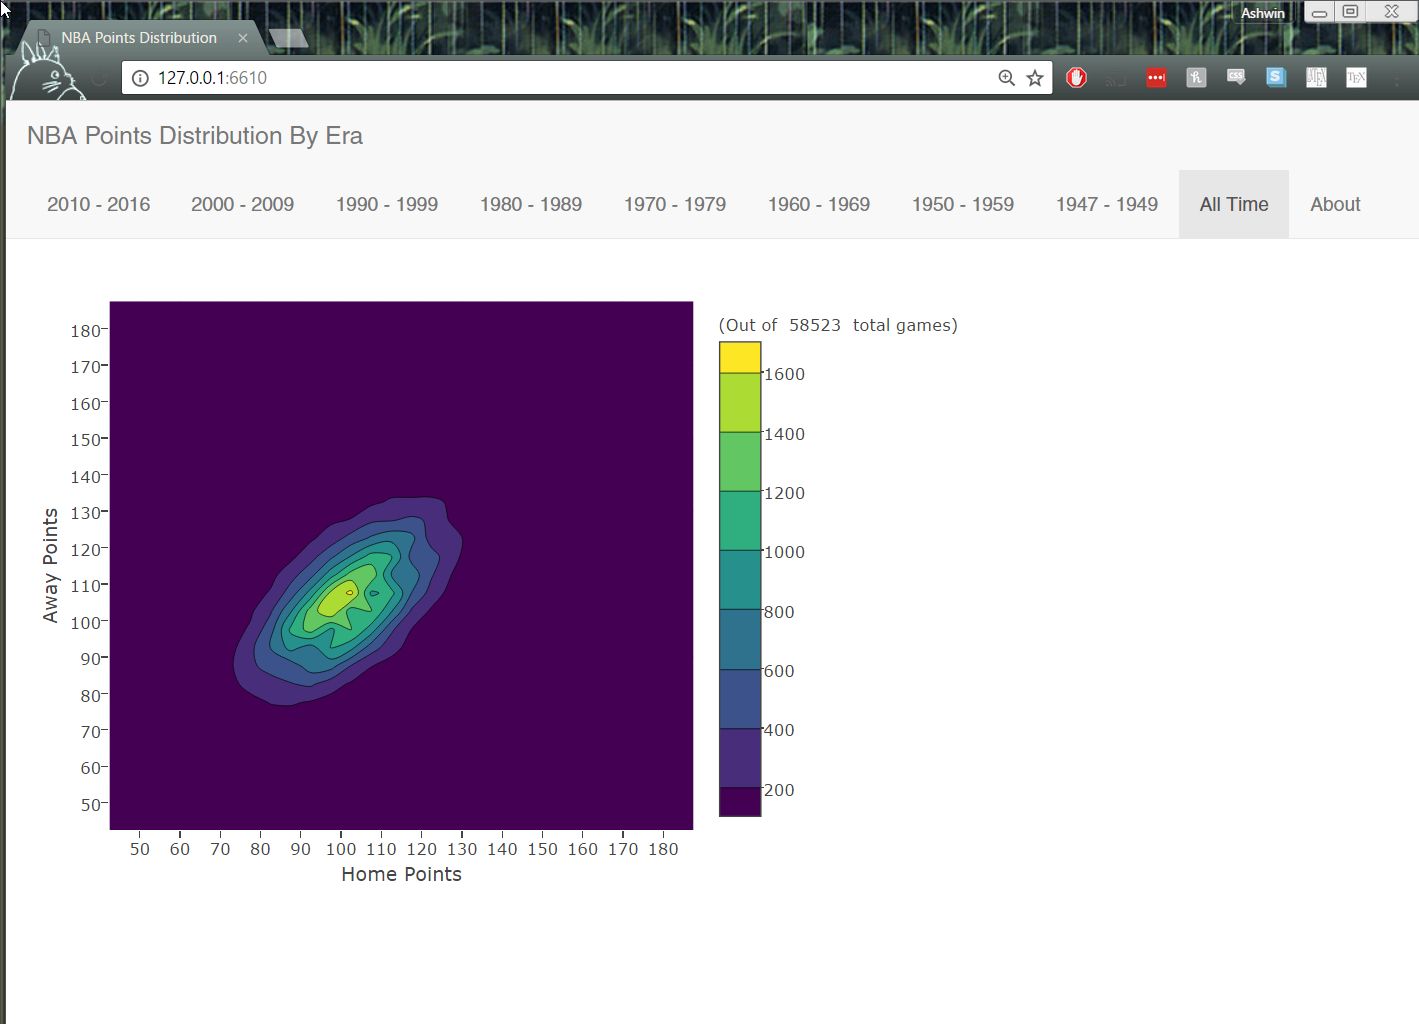 Ashwin
NBA Points Distribution
127.0.0.1:6610
CSS
S
TEX
NBA Points Distribution By Era
2010 - 2016 2000 - 2009 1990 - 1999 1980 - 1989 1970 - 1979 1960 - 1969 1950 - 1959 1947 - 1949 All Time About
(Out of 58523 total games)
180
170
160
150
140
130
120
110
100
90
80
70
60
50
Away Points
1600
1400
1200
1000
800
600
400
200
50 60 70 80 90 100 110 120 130 140 150 160 170 180
Home Points